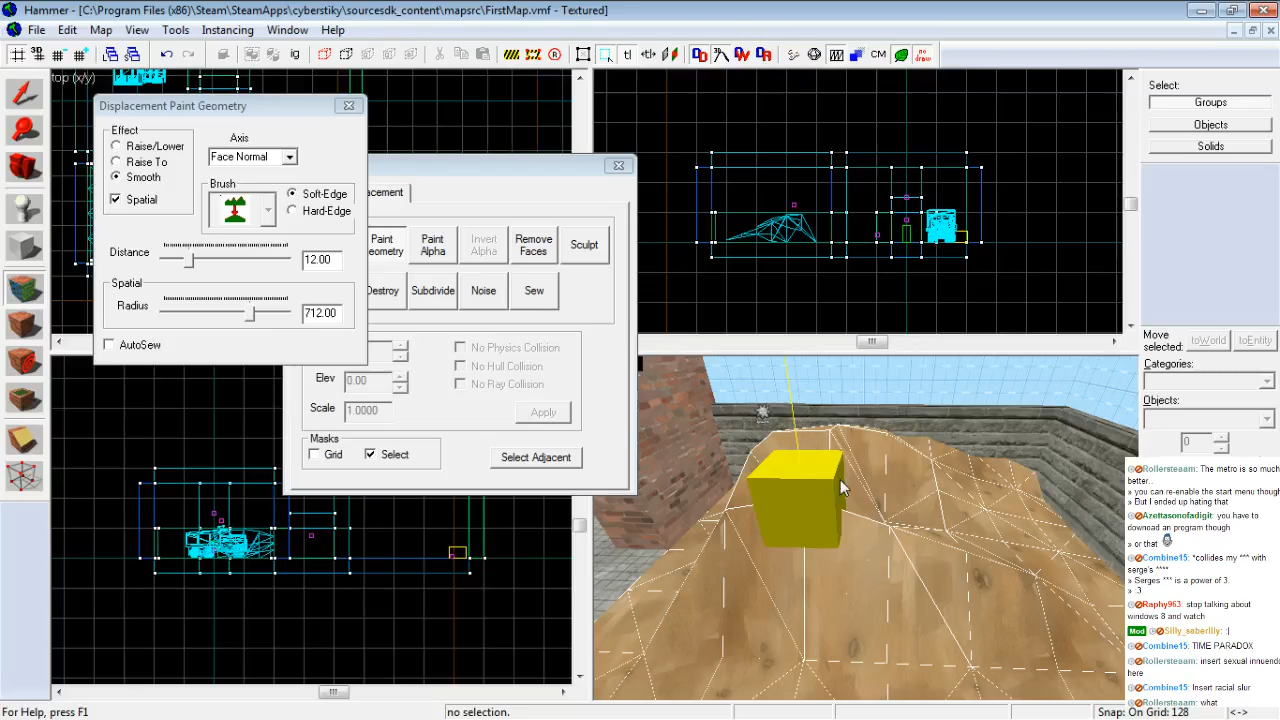 Hammer - [C:\Program Files (x86)\Steam\SteamApps\cyberstiky\sourcesdk_content\mapsrc\FirstMap.vmf - Textured]
File Edit Map View Tools Instancing Window Help
top (x/y)
Displacement Paint Geometry
Effect
Raise/Lower
Raise To
Smooth
Spatial
Axis
Face Normal
Brush
Soft-Edge
Hard-Edge
Distance
12.00
Spatial
Radius
712.00
AutoSew
acement
Paint
eometry
Paint
Alpha
Invert
Alpha
Remove
Faces
Sculpt
Destroy
Subdivide
Noise
Sew
Elev
0.00
Scale
1.0000
No Physics Collision
No Hull Collision
No Ray Collision
Apply
Masks
Grid
Select
Select Adjacent
Select:
Groups
Objects
Solids
Move
selected:
toWorld
toEntity
Categories:
Objects:
0
Rollersteaam: The metro is so much
better..
» you can re-enable the start menu though
» But I ended up hating that
Azettasonofadigit: you have to
downoad an program though
» or that
Combine15: *collides my *** with
serge's ****
» Serges *** is a power of 3.
» :3
Raphy963: stop talking about
windows 8 and watch
Mod Silly_saberlily: :|
Combine15: TIME PARADOX
Rollersteaam: insert sexual innuendo
here
Combine15: Insert racial slur
Rollersteaam: what
For Help, press F1
no selection.
Snap: On Grid: 128
<->